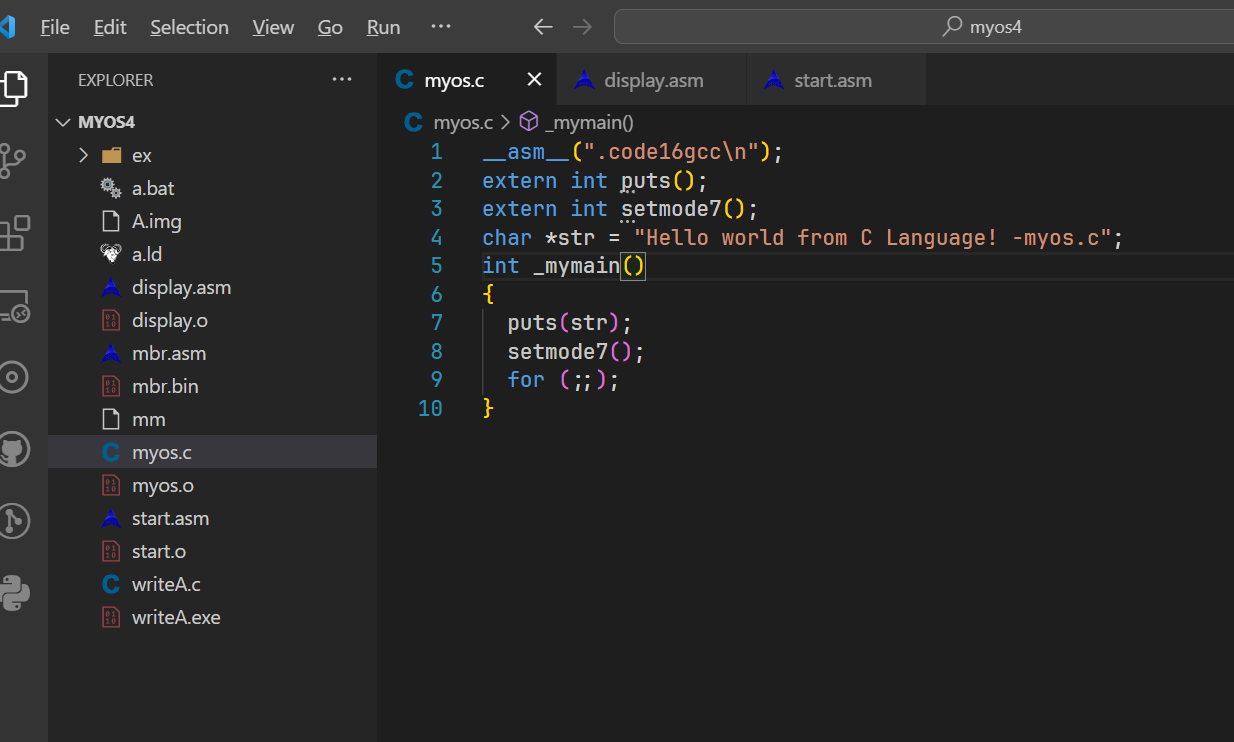 File Edit Selection View Go Run ··· myos4
EXPLORER ···
MYOS4
ex
a.bat
A.img
a.ld
display.asm
display.o
mbr.asm
mbr.bin
mm
myos.c
myos.o
start.asm
start.o
writeA.c
writeA.exe
myos.c display.asm start.asm
myos.c > _mymain()
1 __asm__(".code16gcc\n");
2 extern int puts();
3 extern int setmode7();
4 char *str = "Hello world from C Language! -myos.c";
5 int _mymain()
6 {
7 puts(str);
8 setmode7();
9 for (;;);
10 }